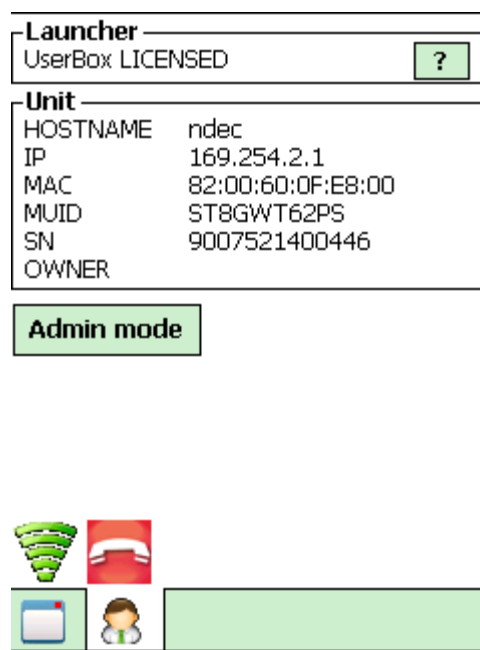 Launcher
UserBox LICENSED ?
Unit
HOSTNAME ndec
IP 169.254.2.1
MAC 82:00:60:0F:E8:00
MUID ST8GWT62PS
SN 9007521400446
OWNER
Admin mode